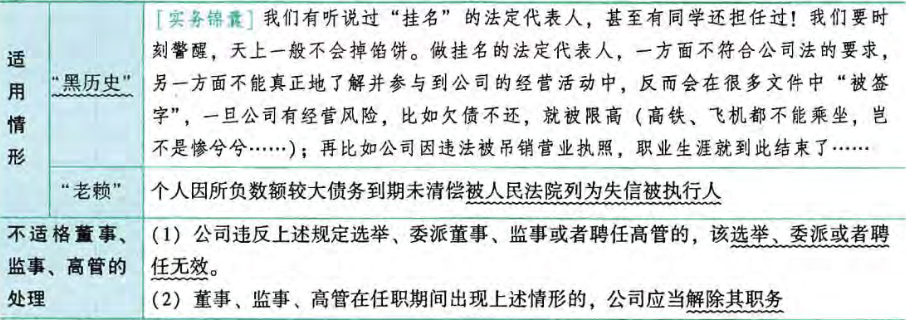 适用情形
“黑历史”
［实务锦囊］我们有听说过“挂名”的法定代表人，甚至有同学还担任过！我们要时
刻警醒，天上一般不会掉馅饼。做挂名的法定代表人，一方面不符合公司法的要求，
另一方面不能真正地了解并参与到公司的经营活动中，反而会在很多文件中“被签
字”，一旦公司有经营风险，比如欠债不还，就被限高（高铁、飞机都不能乘坐，岂
不是惨兮兮……）；再比如公司因违法被吊销营业执照，职业生涯就到此结束了……
“老赖”
个人因所负数额较大债务到期未清偿被人民法院列为失信被执行人
不适格董事、
监事、高管的
处理
（1）公司违反上述规定选举、委派董事、监事或者聘任高管的，该选举、委派或者聘
任无效。
（2）董事、监事、高管在任职期间出现上述情形的，公司应当解除其职务